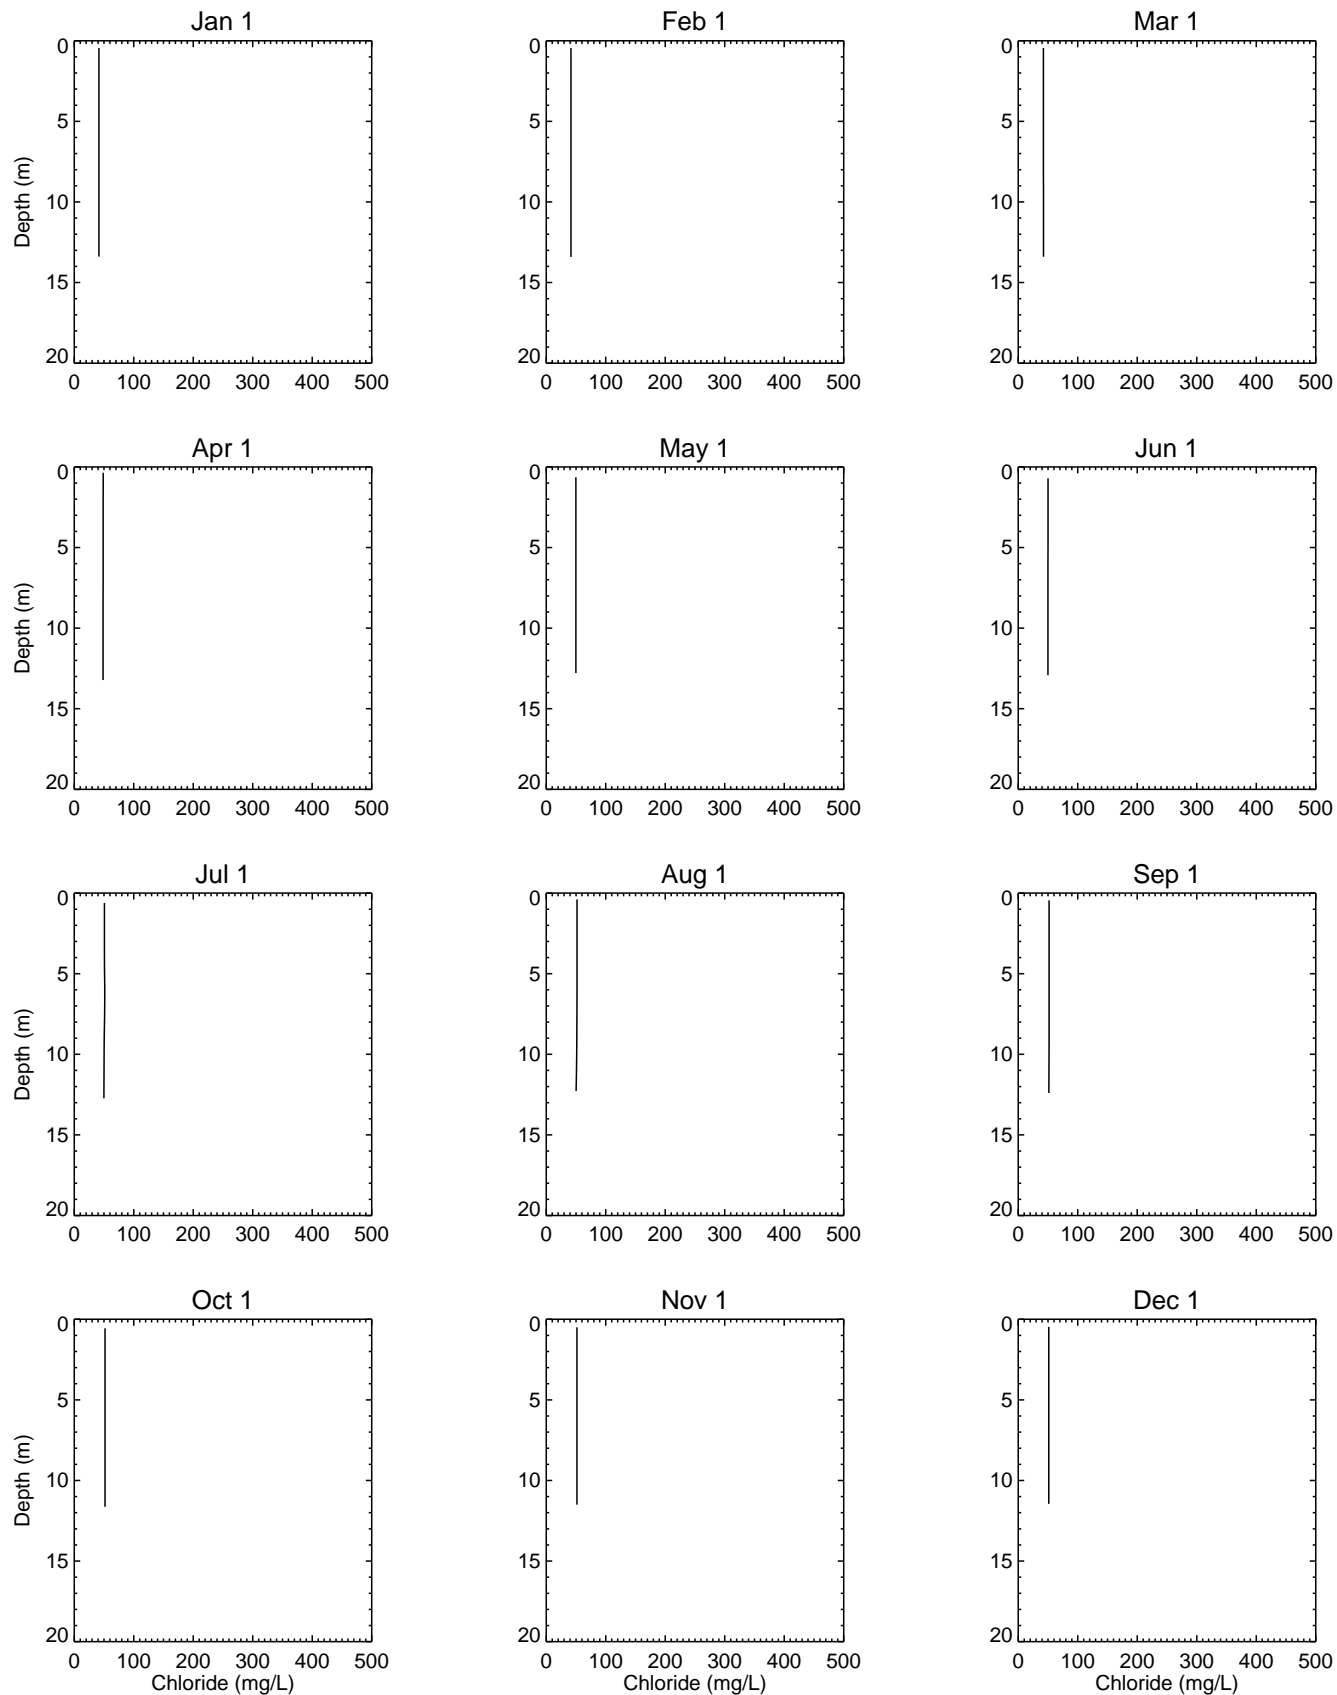 Jan 1 Feb 1 Mar 1
0 0 0
5 5 5
Depth (m)
10 10 10
15 15 15
20 20 20
0 100 200 300 400 500 0 100 200 300 400 500 0 100 200 300 400 500
Apr 1 May 1 Jun 1
0 0 0
5 5 5
Depth (m)
10 10 10
15 15 15
20 20 20
0 100 200 300 400 500 0 100 200 300 400 500 0 100 200 300 400 500
Jul 1 Aug 1 Sep 1
0 0 0
5 5 5
Depth (m)
10 10 10
15 15 15
20 20 20
0 100 200 300 400 500 0 100 200 300 400 500 0 100 200 300 400 500
Oct 1 Nov 1 Dec 1
0 0 0
5 5 5
Depth (m)
10 10 10
15 15 15
20 20 20
0 100 200 300 400 500 0 100 200 300 400 500 0 100 200 300 400 500
Chloride (mg/L) Chloride (mg/L) Chloride (mg/L)